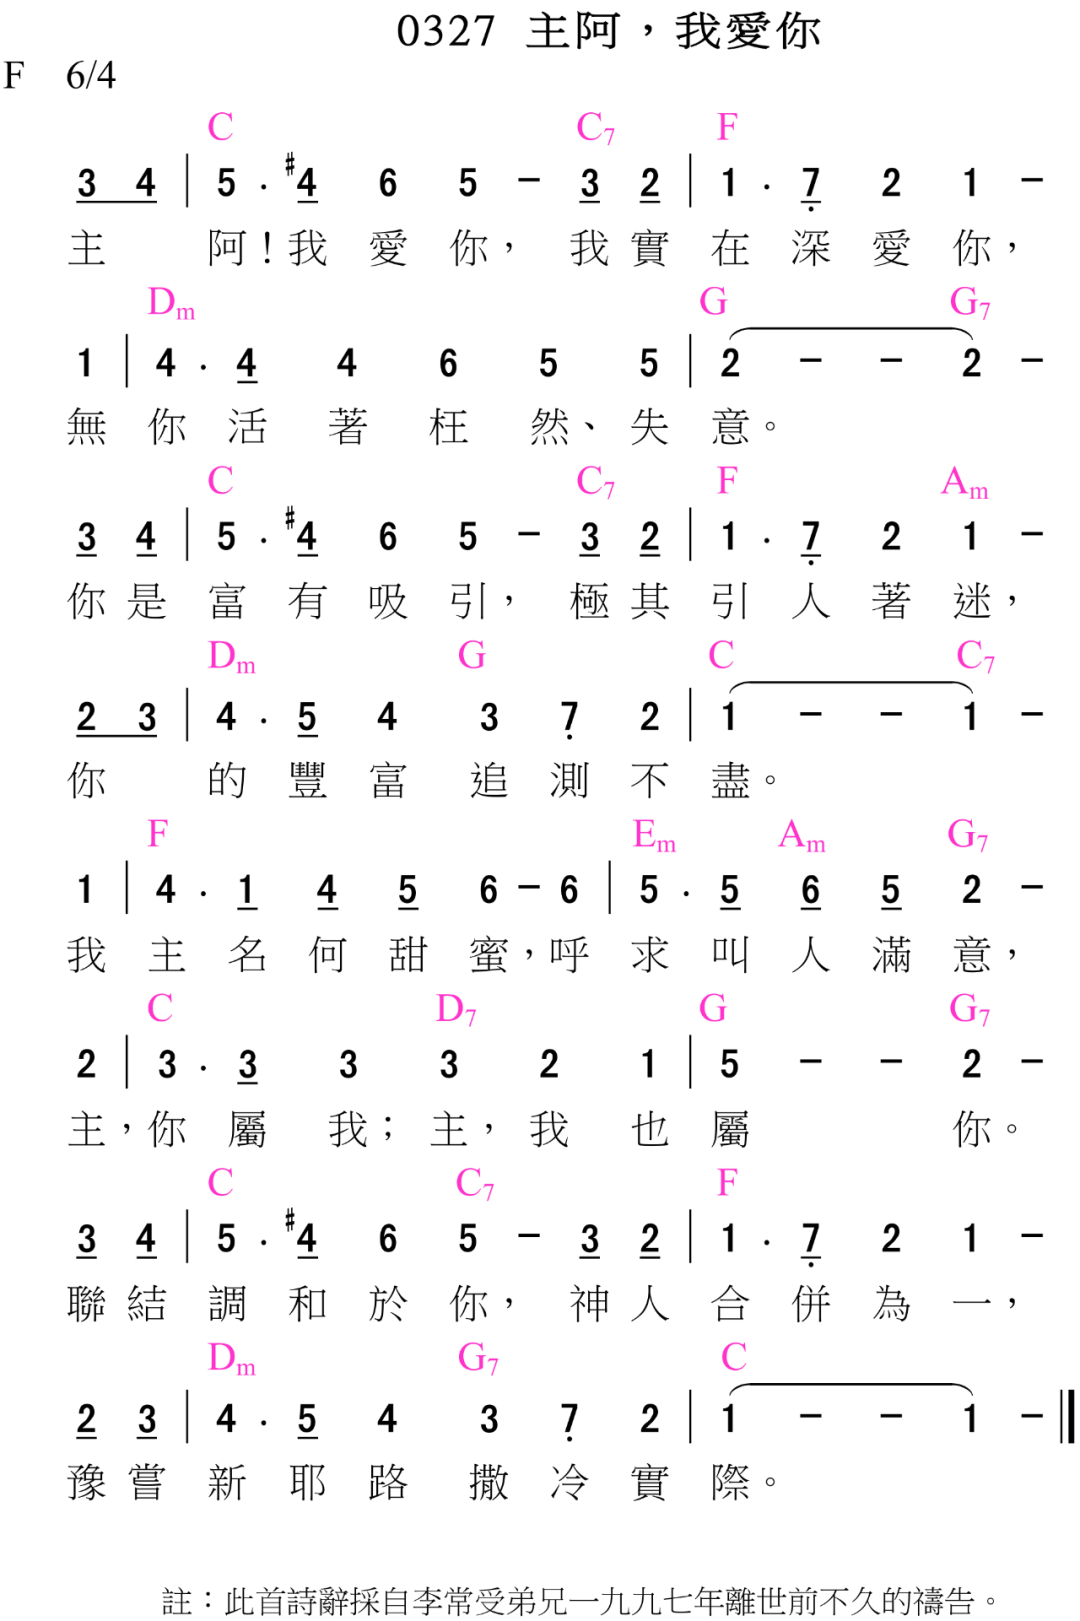 0327 主阿，我愛你
F 6/4
C C7 F
3 4 | 5 . #4 6 5 - 3 2 | 1 . 7 2 1 -
主 阿！我 愛 你， 我 實 在 深 愛 你，
Dm G G7
1 | 4 . 4 4 6 5 5 | 2 - - 2 -
無 你 活 著 枉 然、 失 意。
C C7 F Am
3 4 | 5 . #4 6 5 - 3 2 | 1 . 7 2 1 -
你 是 富 有 吸 引， 極 其 引 人 著 迷，
Dm G C C7
2 3 | 4 . 5 4 3 7 2 | 1 - - 1 -
你 的 豐 富 追 測 不 盡。
F Em Am G7
1 | 4 . 1 4 5 6 - 6 | 5 . 5 6 5 2 -
我 主 名 何 甜 蜜，呼 求 叫 人 滿 意，
C D7 G G7
2 | 3 . 3 3 3 2 1 | 5 - - 2 -
主，你 屬 我； 主， 我 也 屬 你。
C C7 F
3 4 | 5 . #4 6 5 - 3 2 | 1 . 7 2 1 -
聯 結 調 和 於 你， 神 人 合 併 為 一，
Dm G7 C
2 3 | 4 . 5 4 3 7 2 | 1 - - 1 - ‖
豫 嘗 新 耶 路 撒 冷 實 際。
註：此首詩辭採自李常受弟兄一九九七年離世前不久的禱告。